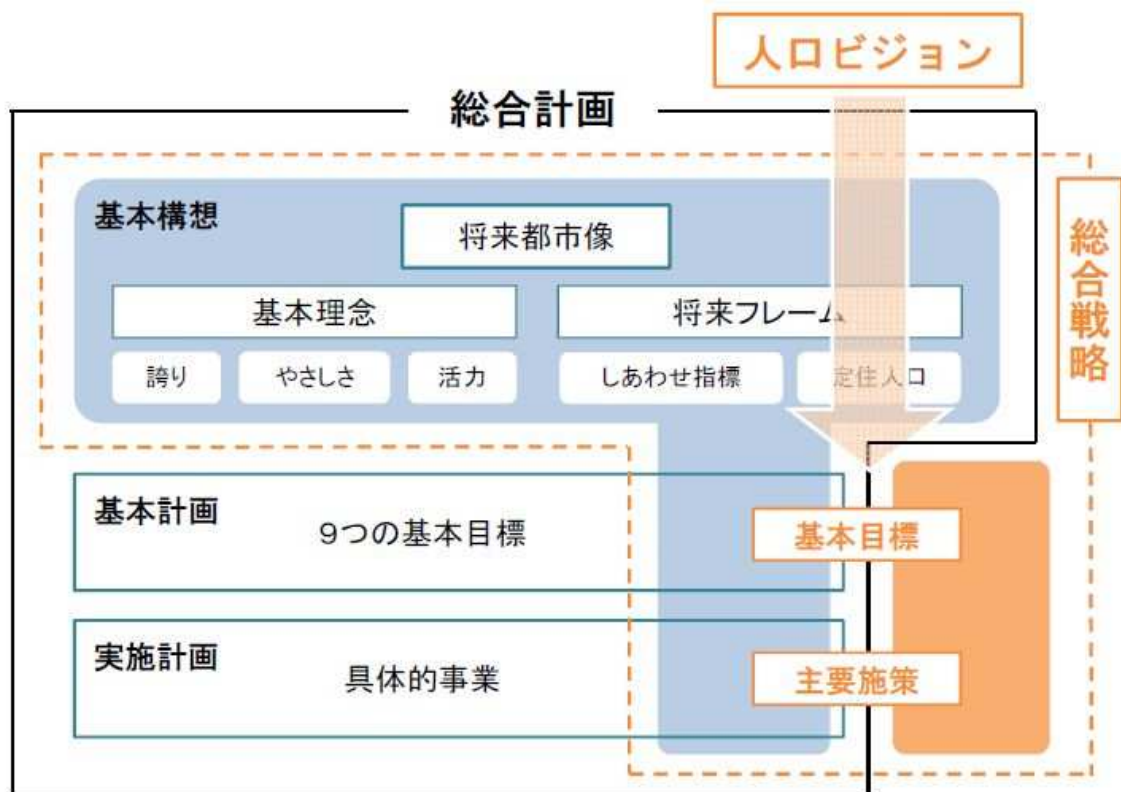 人口ビジョン
総合計画
基本構想
将来都市像
基本理念
将来フレーム
誇り
やさしさ
活力
しあわせ指標
定住人口
総合戦略
基本計画
9つの基本目標
基本目標
実施計画
具体的事業
主要施策